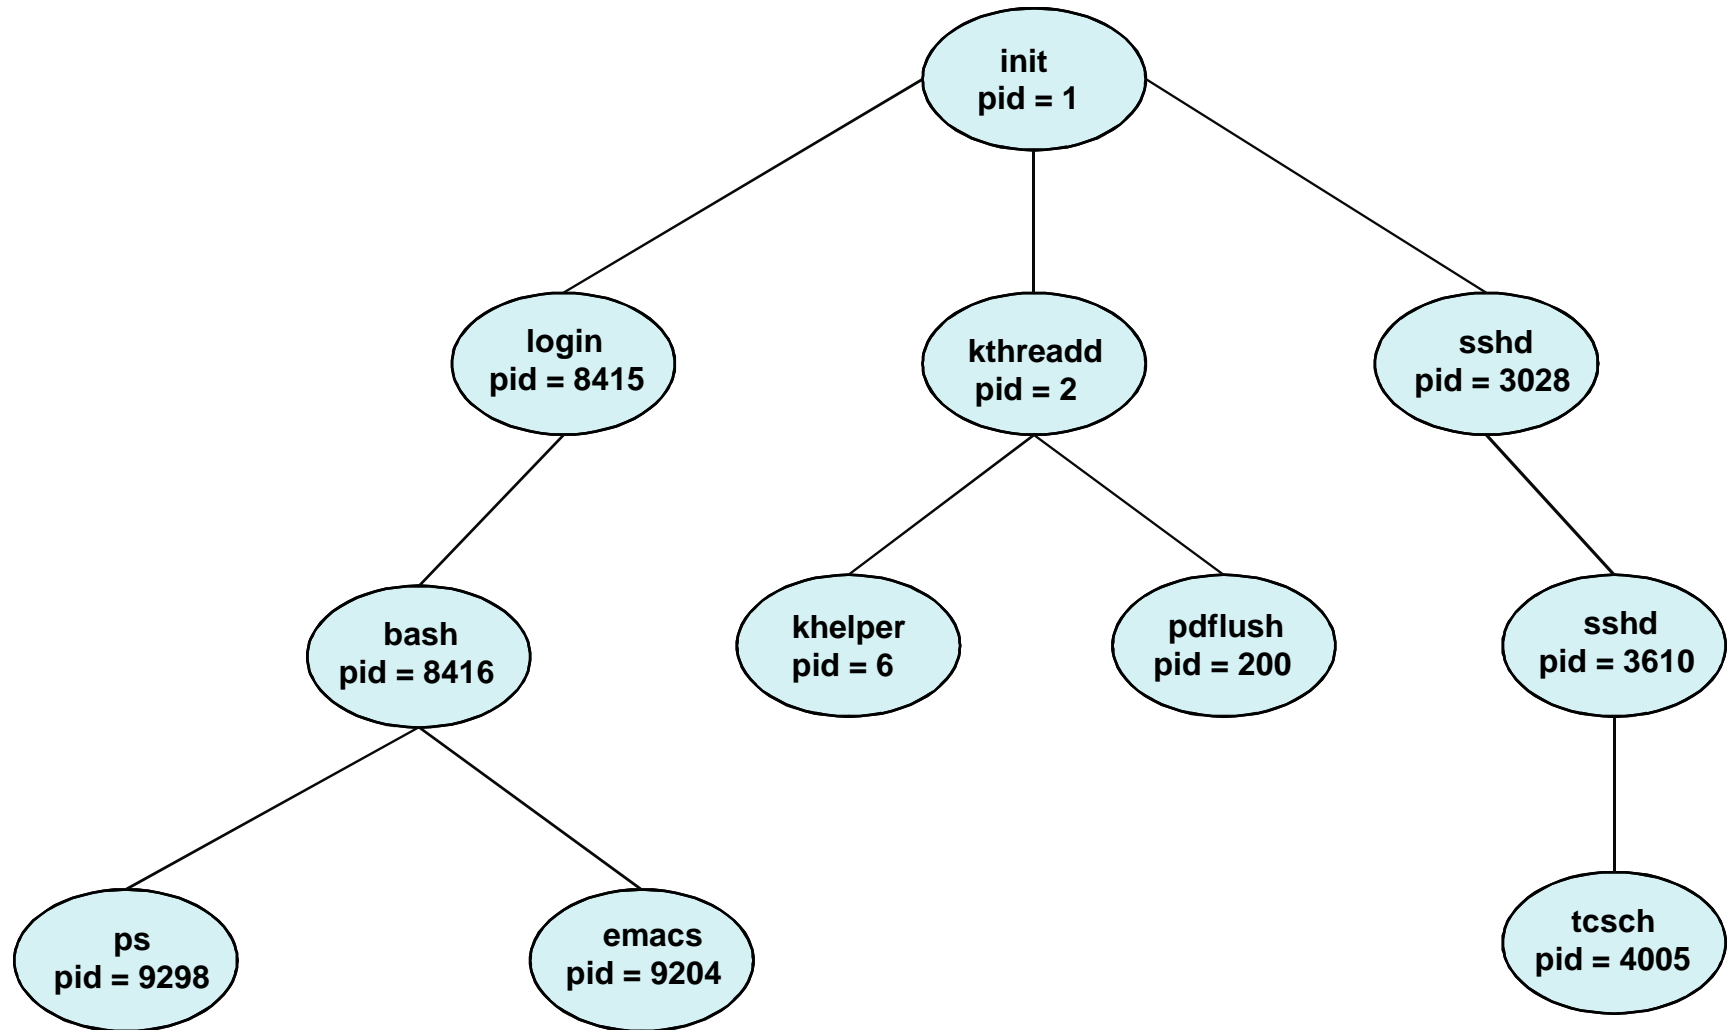 init
pid = 1
login
pid = 8415
kthreadd
pid = 2
sshd
pid = 3028
bash
pid = 8416
khelper
pid = 6
pdflush
pid = 200
sshd
pid = 3610
ps
pid = 9298
emacs
pid = 9204
tcsch
pid = 4005